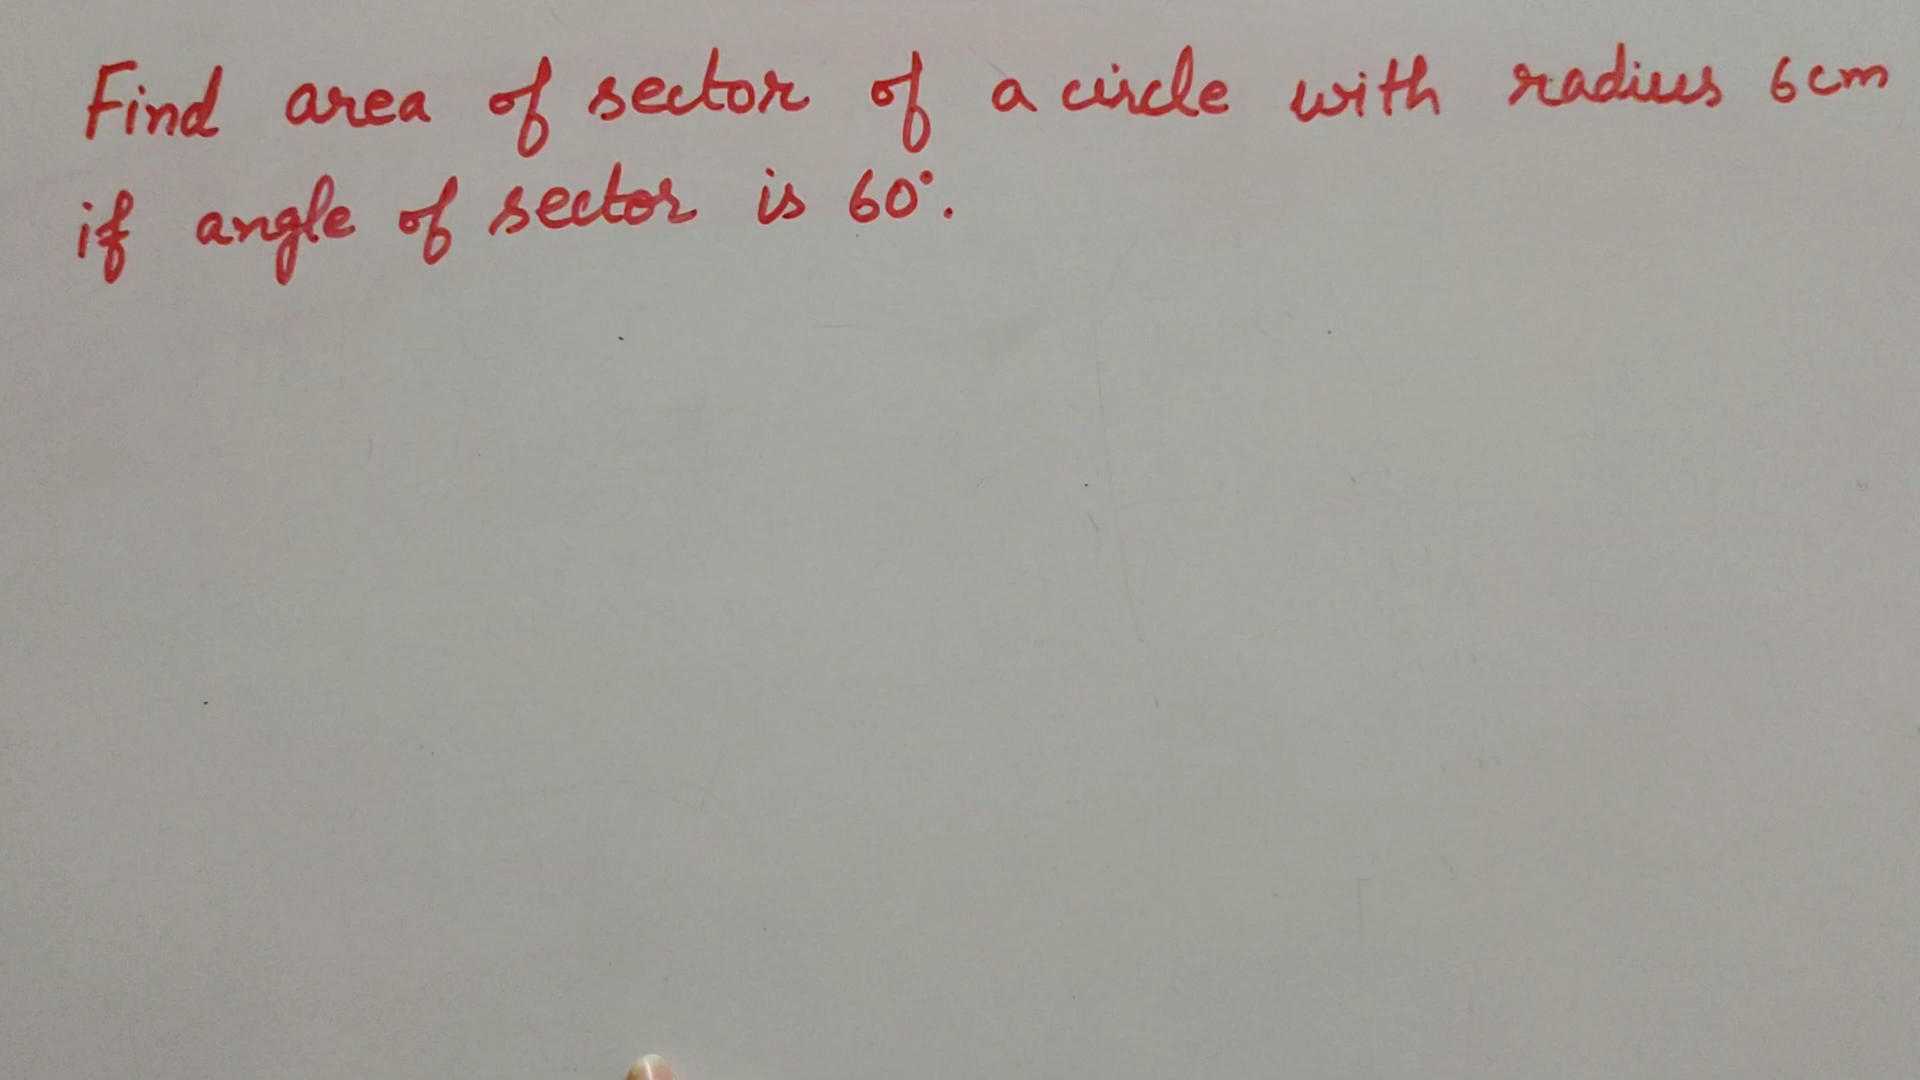 Find area of sector of a circle with radius 6cm
if angle of sector is 60°.